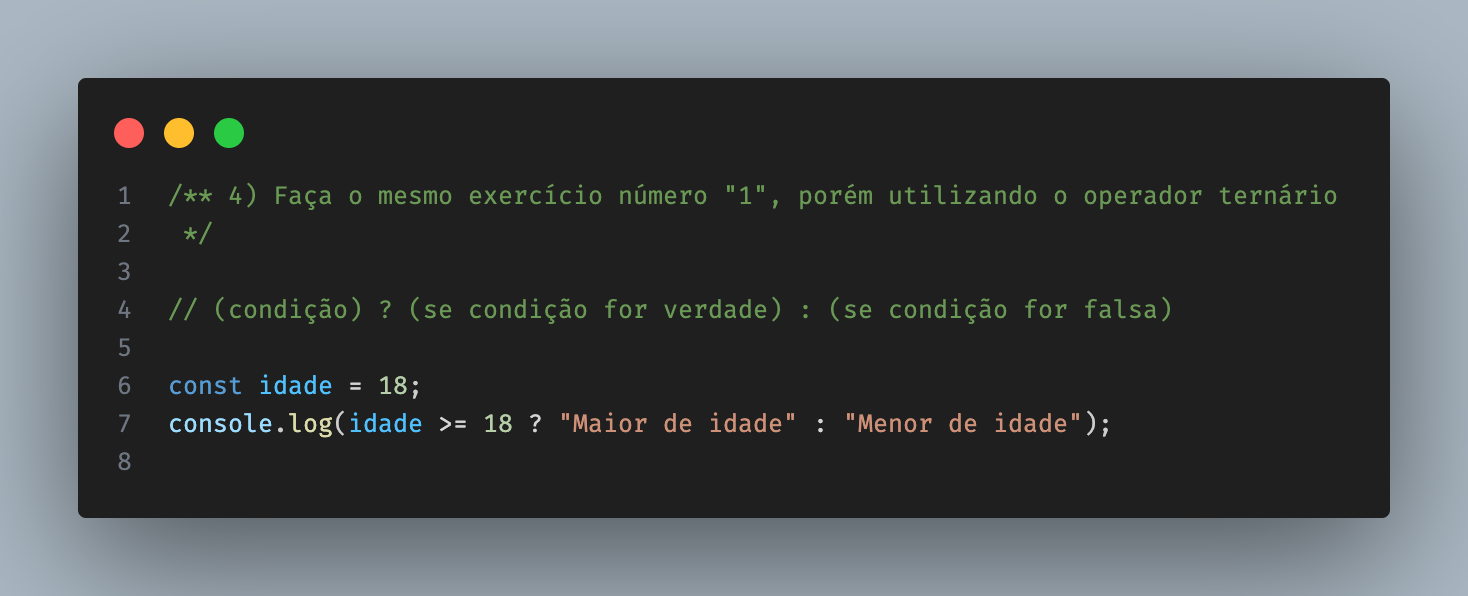 1 /** 4) Faça o mesmo exercício número "1", porém utilizando o operador ternário
2 */
3
4 // (condição) ? (se condição for verdade) : (se condição for falsa)
5
6 const idade = 18;
7 console.log(idade >= 18 ? "Maior de idade" : "Menor de idade");
8